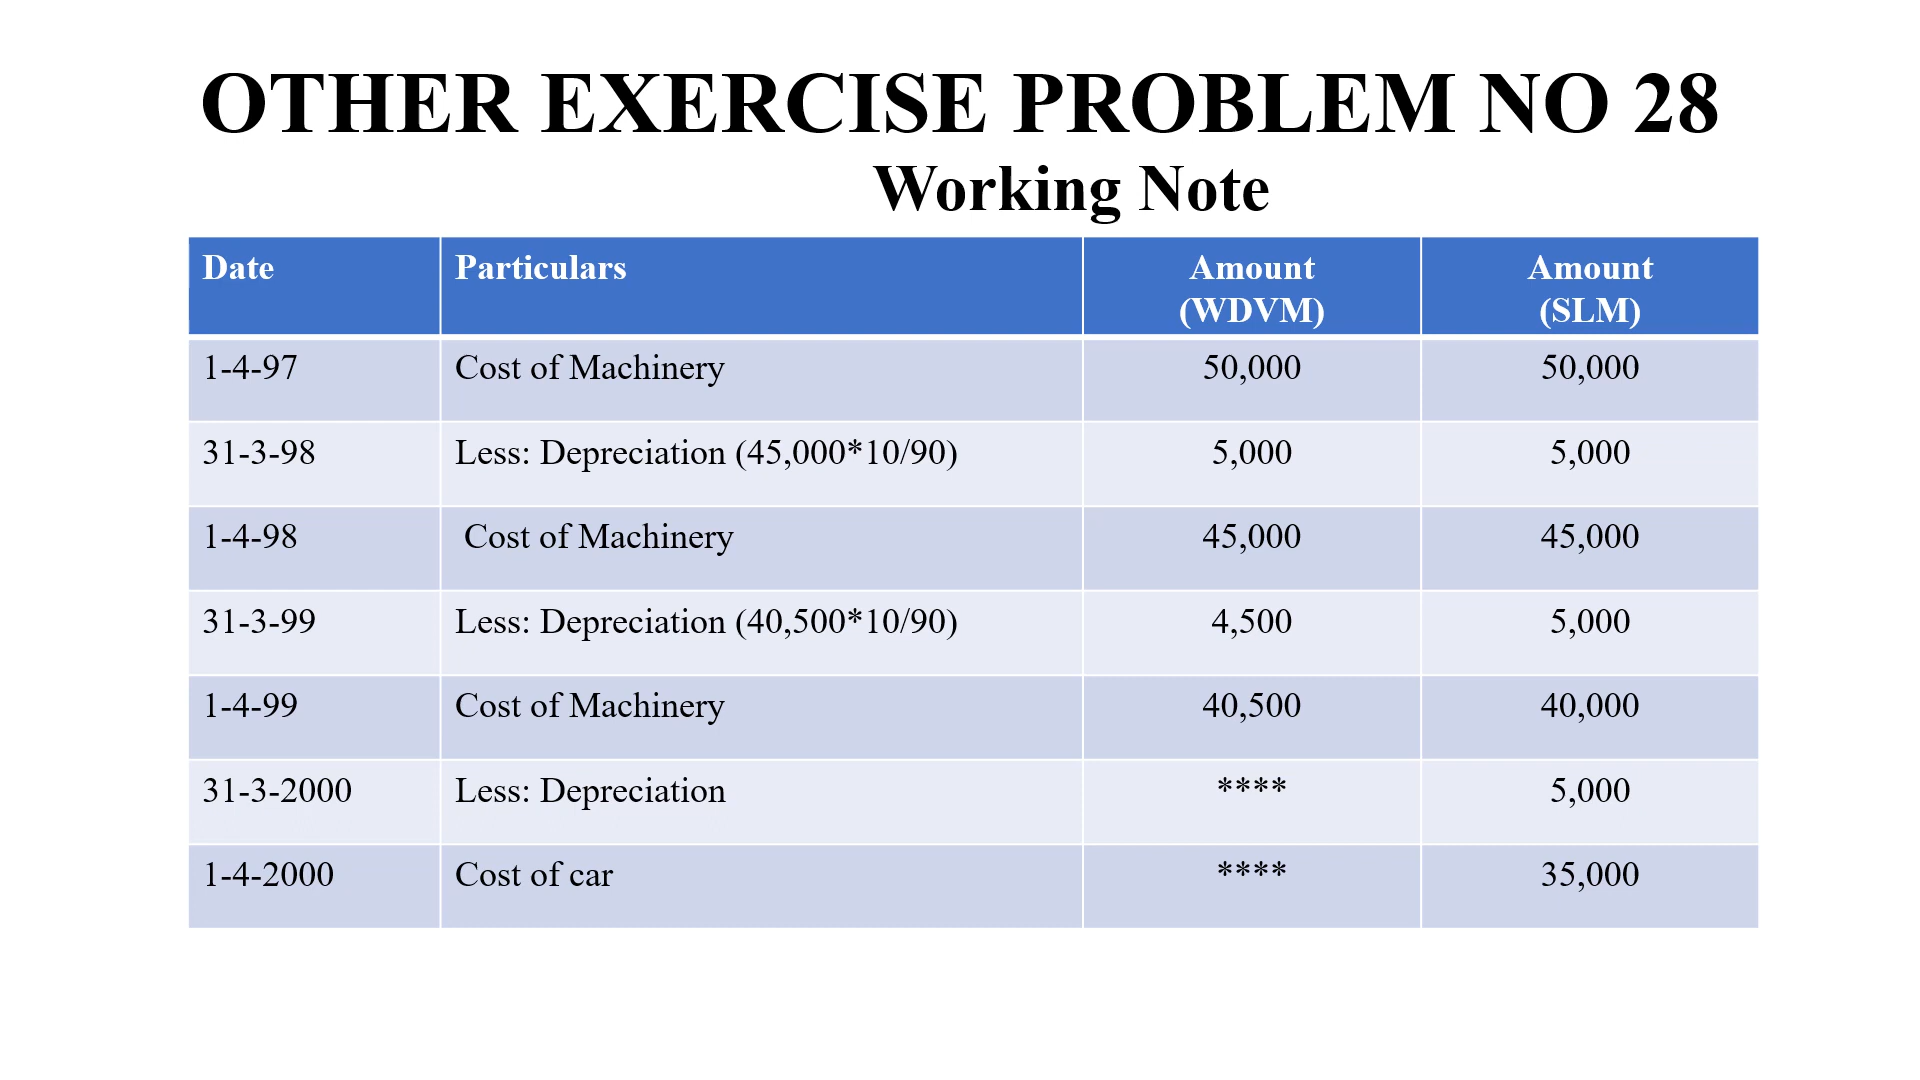 OTHER EXERCISE PROBLEM NO 28
Working Note
Date Particulars Amount (WDVM) Amount (SLM)
1-4-97 Cost of Machinery 50,000 50,000
31-3-98 Less: Depreciation (45,000*10/90) 5,000 5,000
1-4-98 Cost of Machinery 45,000 45,000
31-3-99 Less: Depreciation (40,500*10/90) 4,500 5,000
1-4-99 Cost of Machinery 40,500 40,000
31-3-2000 Less: Depreciation **** 5,000
1-4-2000 Cost of car **** 35,000